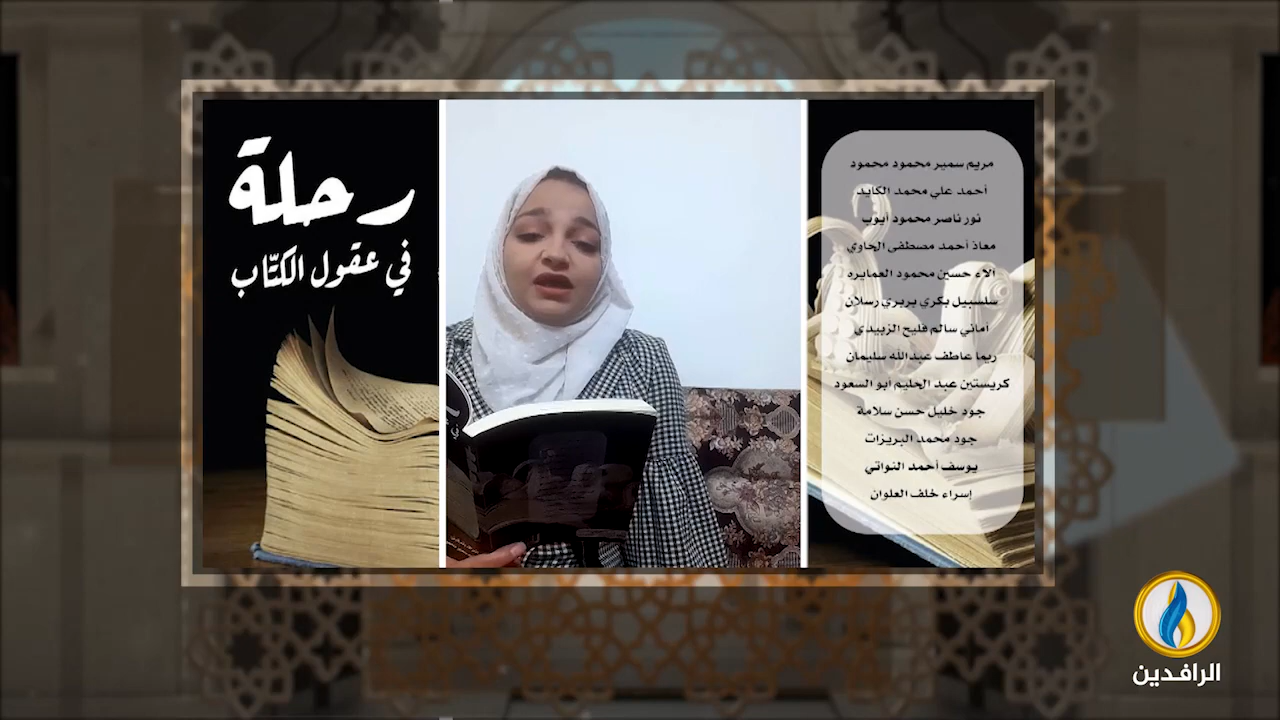 رحلة
في عقول الكتّاب
مريم سمير محمود محمود
أحمد علي محمد الكايد
نور ناصر محمود أيوب
معاذ أحمد مصطفى الحاوي
آلاء حسين محمود العمايره
سلسبيل بكري بربري رسلان
أماني سالم فليح الزبيدي
ريما عاطف عبدالله سليمان
كريستين عبد الحليم أبو السعود
جود خليل حسن سلامة
جود محمد البريزات
يوسف أحمد النواتي
إسراء خلف العلوان
الرافدين